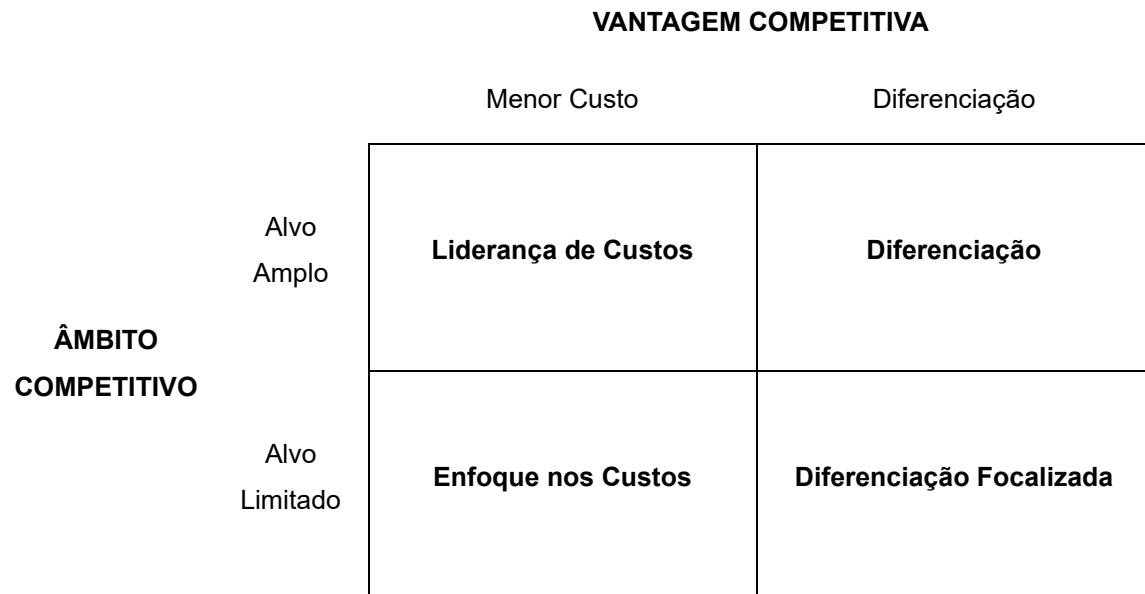 VANTAGEM COMPETITIVA
Menor Custo
Diferenciação
Alvo
Amplo
Liderança de Custos
Diferenciação
ÂMBITO
COMPETITIVO
Alvo
Limitado
Enfoque nos Custos
Diferenciação Focalizada